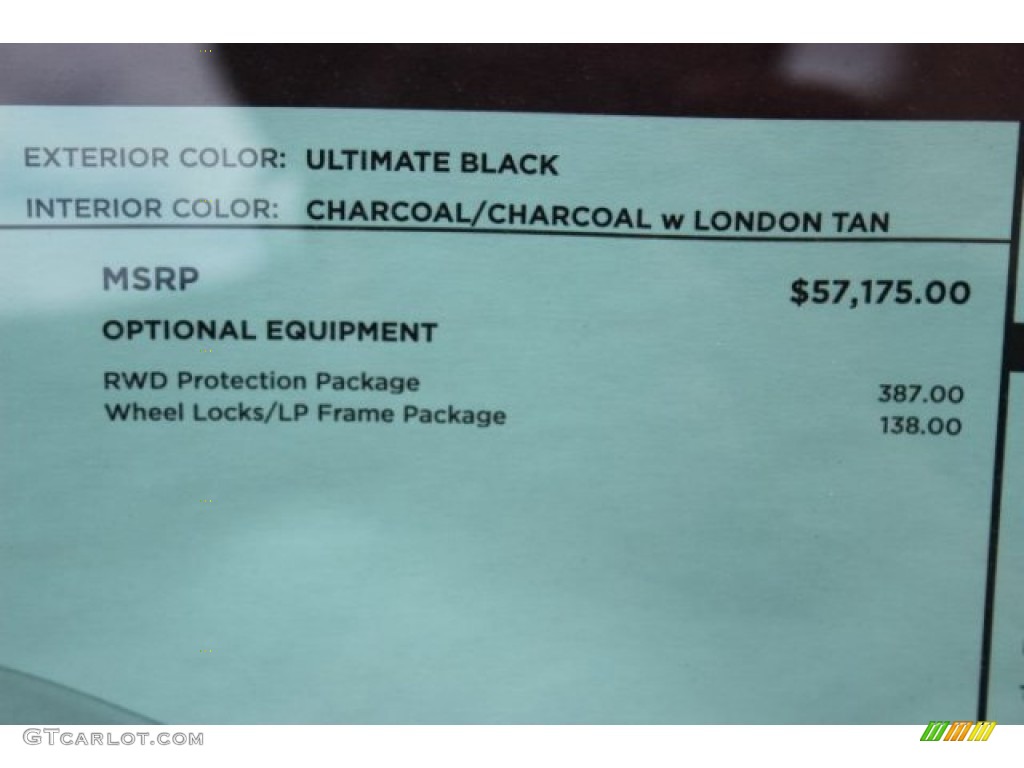 EXTERIOR COLOR: ULTIMATE BLACK
INTERIOR COLOR: CHARCOAL/CHARCOAL w LONDON TAN
MSRP $57,175.00
OPTIONAL EQUIPMENT
RWD Protection Package 387.00
Wheel Locks/LP Frame Package 138.00
GTcarlot.com